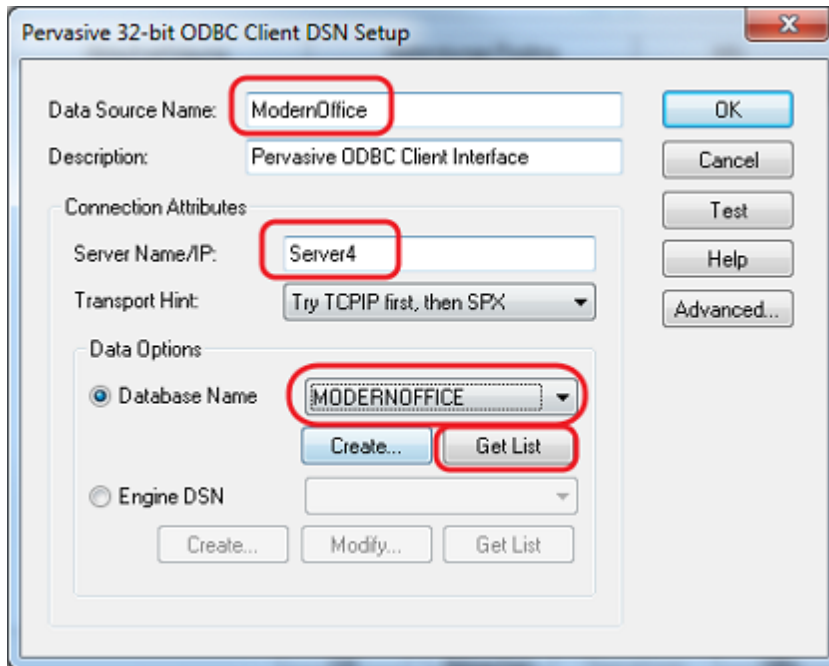 Pervasive 32-bit ODBC Client DSN Setup
Data Source Name: ModernOffice OK
Description: Pervasive ODBC Client Interface Cancel
Connection Attributes Test
Server Name/IP: Server4 Help
Transport Hint: Try TCPIP first, then SPX Advanced...
Data Options
Database Name MODERNOFFICE
Create... Get List
Engine DSN
Create... Modify... Get List